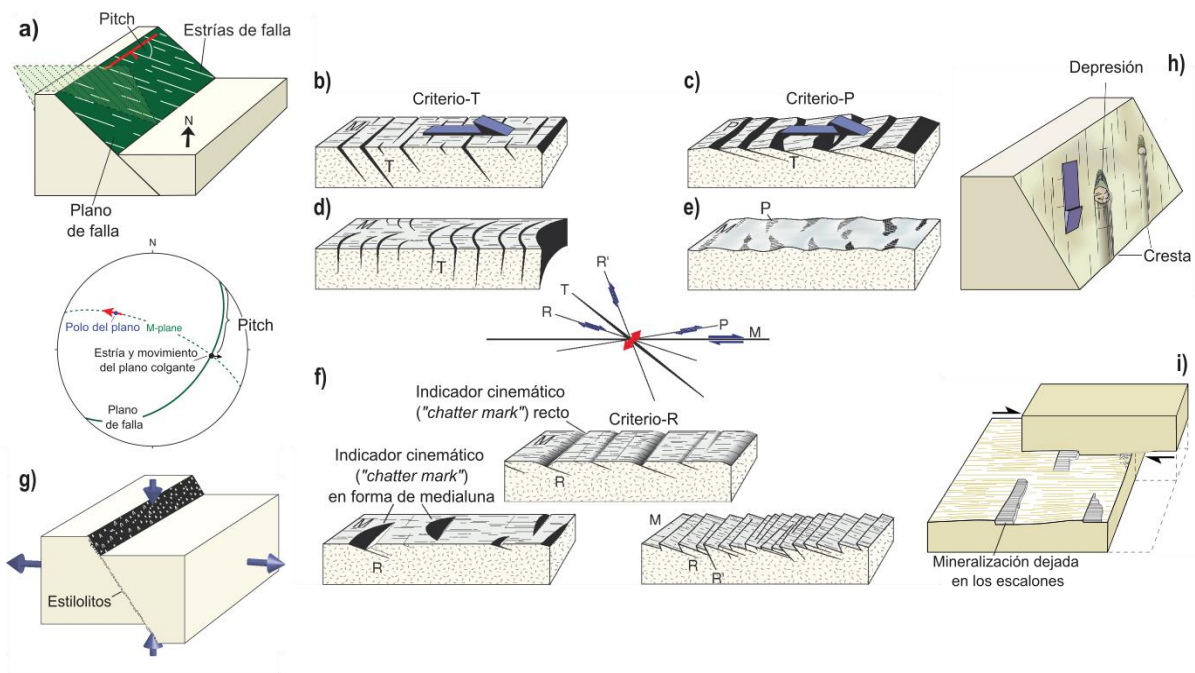 a)
Pitch
Estrías de falla
N
Plano
de falla
N
Polo del plano
M-plane
Pitch
Estría y movimiento
del plano colgante
Plano
de falla
b)
Criterio-T
M
T
c)
Criterio-P
P
T
d)
M
T
e)
P
M
R'
T
R
P
M
f)
Indicador cinemático
("chatter mark") recto
Criterio-R
M
R
Indicador cinemático
("chatter mark")
en forma de medialuna
M
R
M
R
R'
g)
Estilolitos
h)
Depresión
Cresta
i)
Mineralización dejada
en los escalones